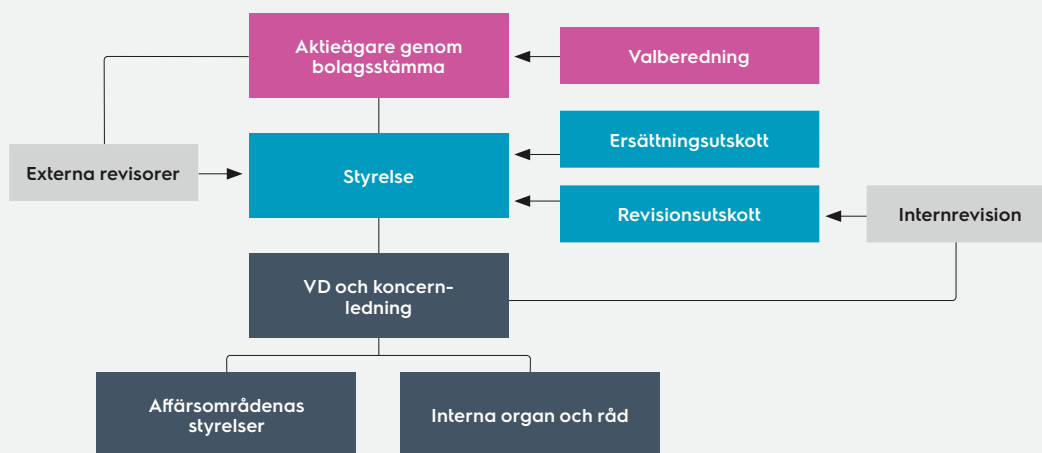 Aktieägare genom
bolagsstämma
Valberedning
Ersättningsutskott
Externa revisorer
Styrelse
Revisionsutskott
Internrevision
VD och koncern-
ledning
Affärsområdenas
styrelser
Interna organ och råd